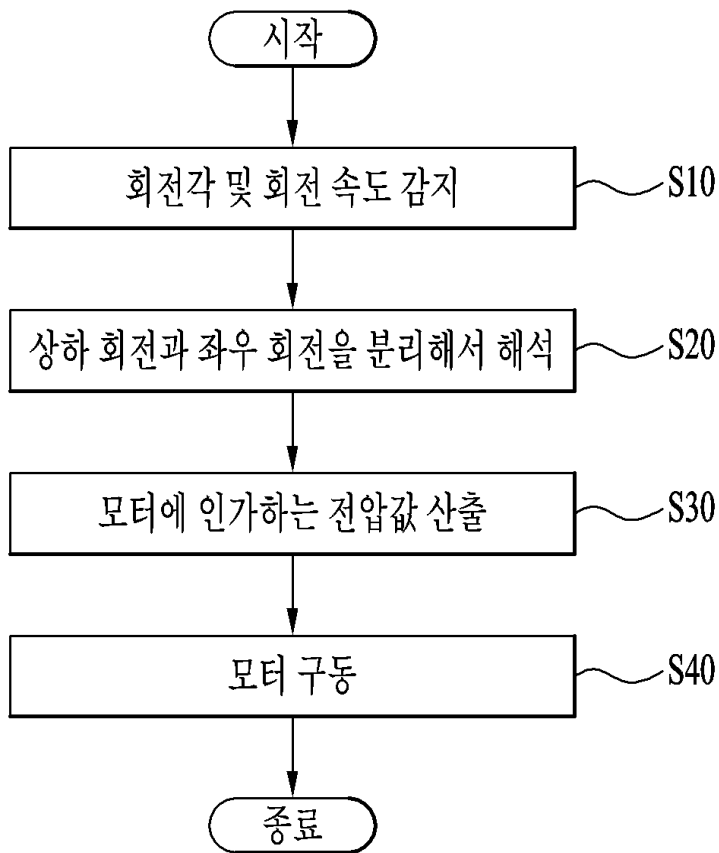 시작
회전각 및 회전 속도 감지
S10
상하 회전과 좌우 회전을 분리해서 해석
S20
모터에 인가하는 전압값 산출
S30
모터 구동
S40
종료